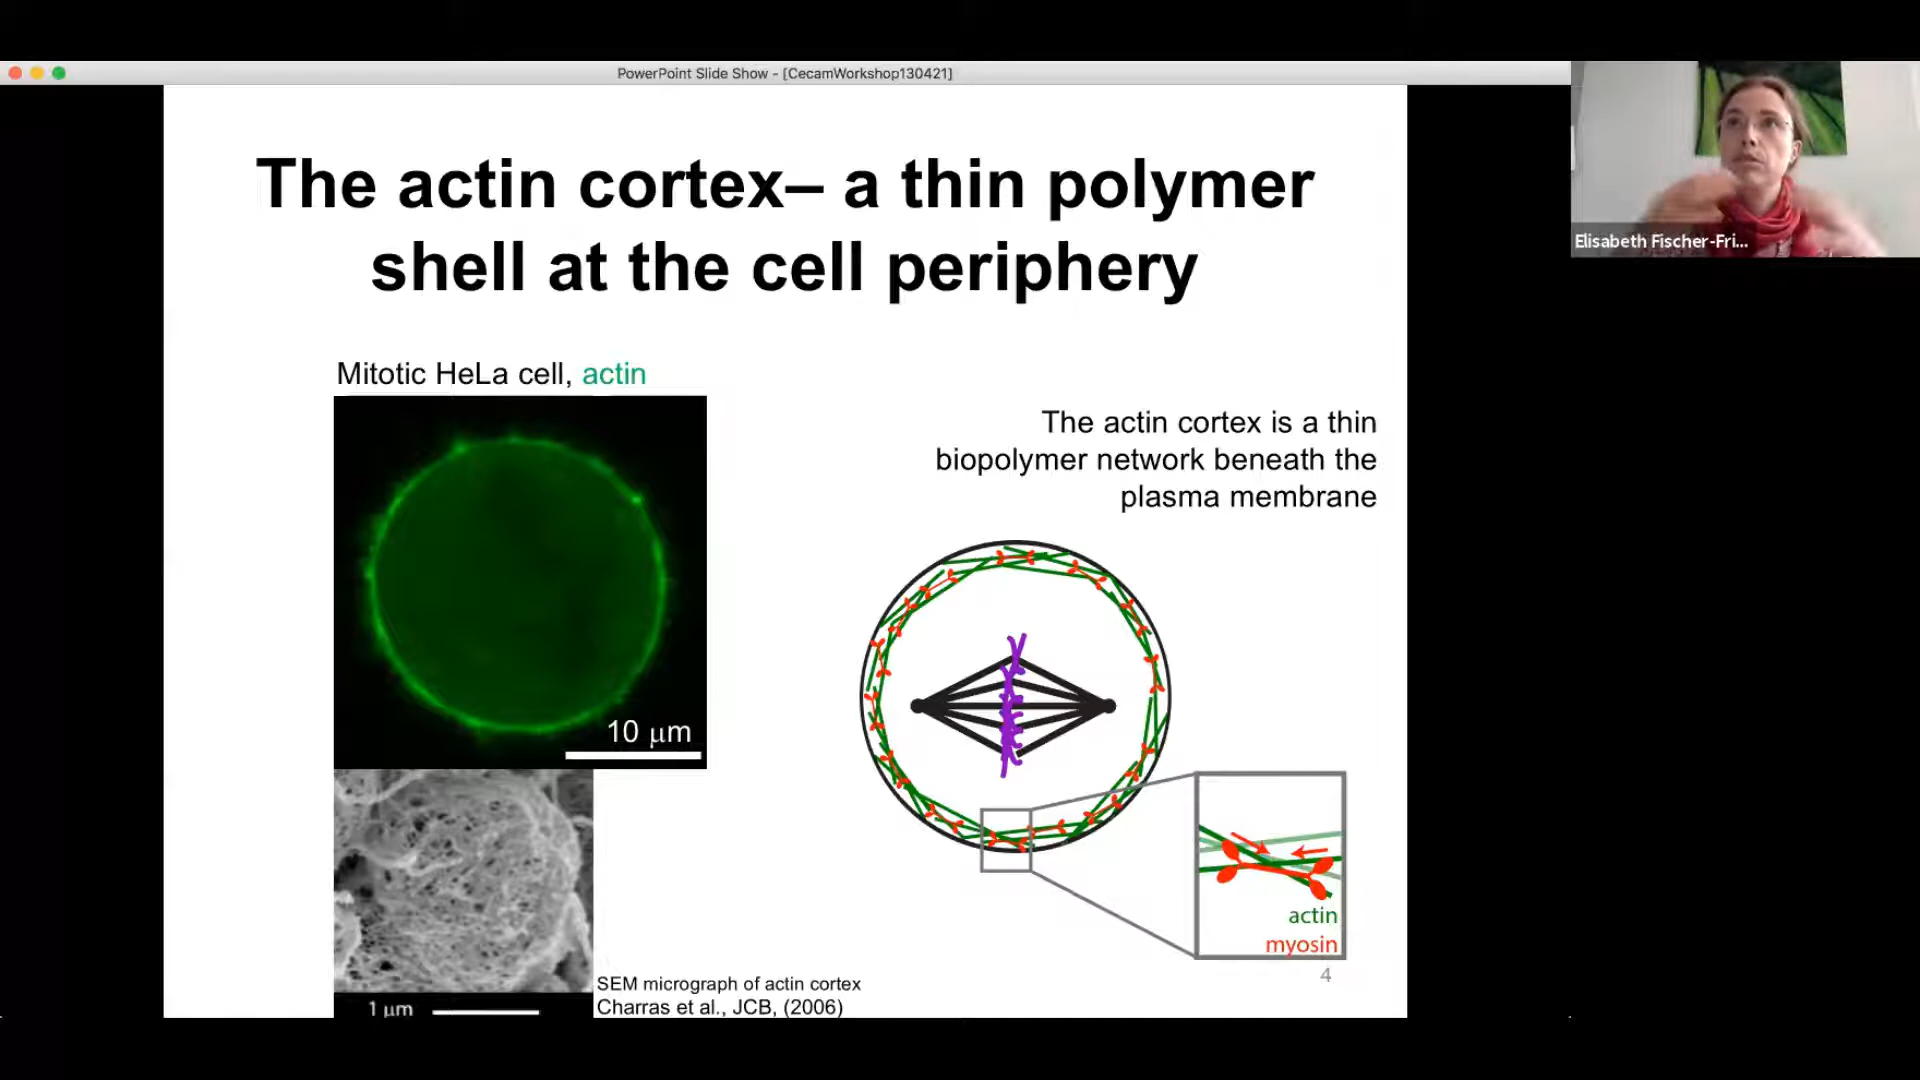 PowerPoint Slide Show - [CecamWorkshop130421]
Elisabeth Fischer-Fri...
The actin cortex– a thin polymer
shell at the cell periphery
Mitotic HeLa cell, actin
10 μm
The actin cortex is a thin
biopolymer network beneath the
plasma membrane
actin
myosin
4
SEM micrograph of actin cortex
Charras et al., JCB, (2006)
1 μm